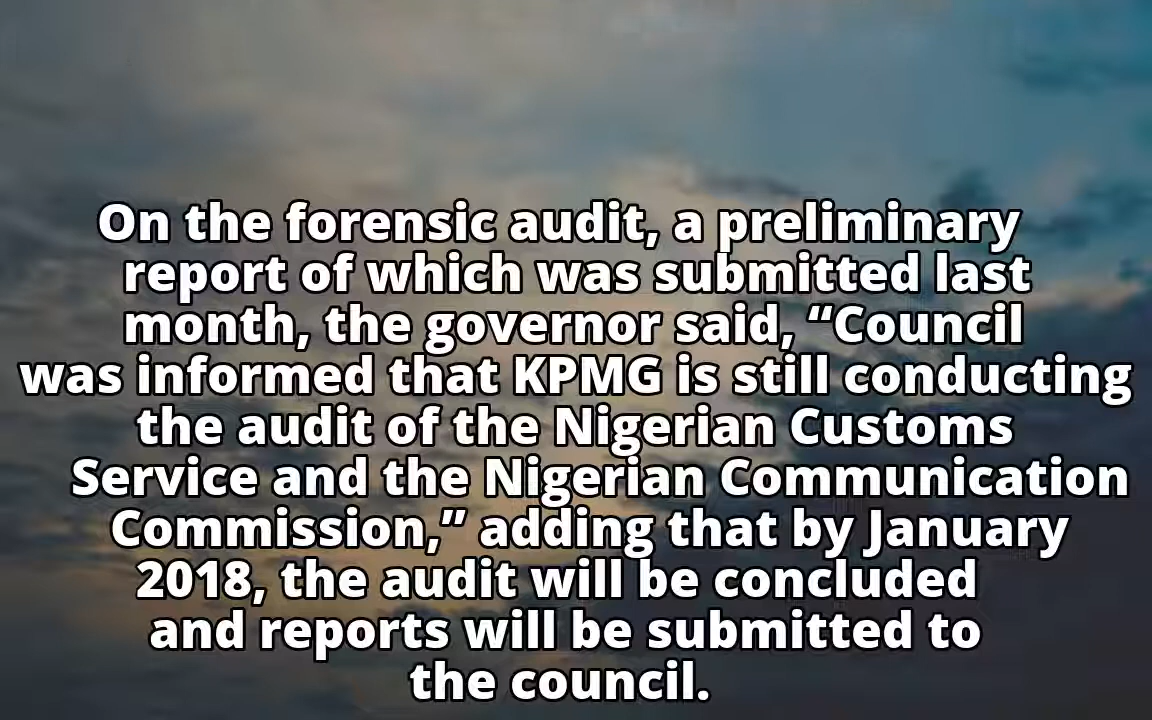 On the forensic audit, a preliminary
report of which was submitted last
month, the governor said, “Council
was informed that KPMG is still conducting
the audit of the Nigerian Customs
Service and the Nigerian Communication
Commission,” adding that by January
2018, the audit will be concluded
and reports will be submitted to
the council.